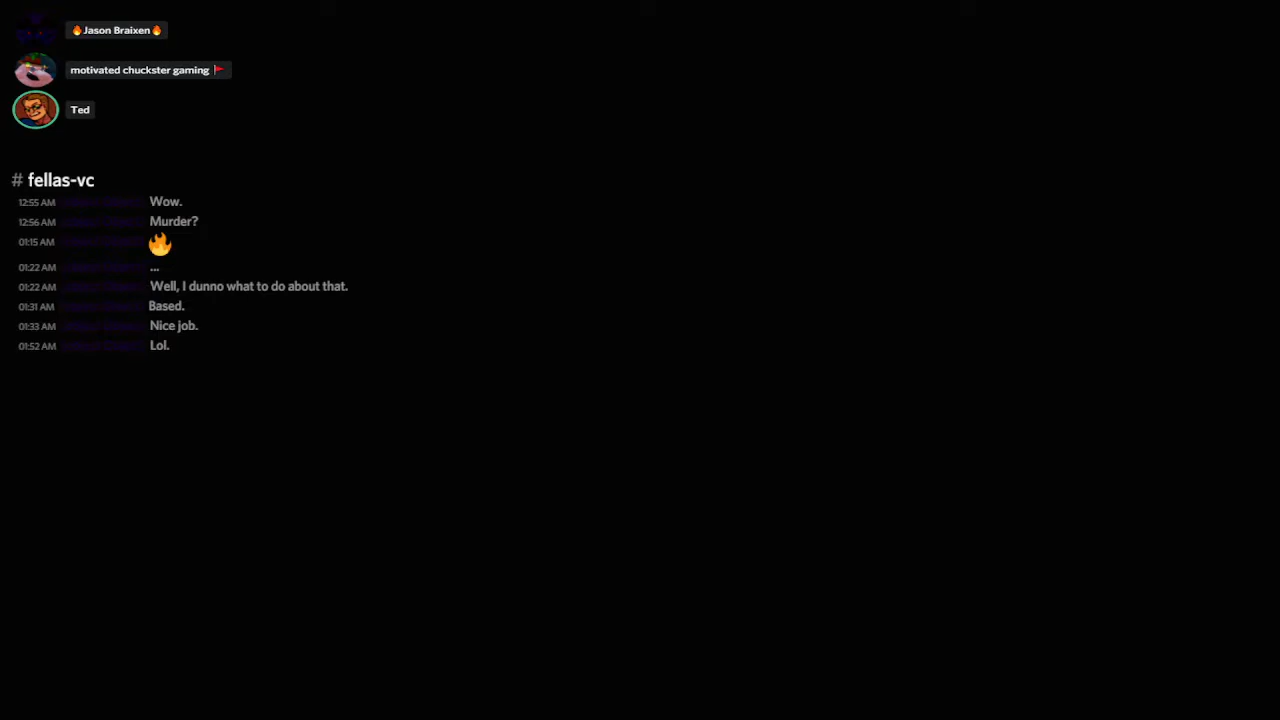 🔥Jason Braixen🔥
motivated chuckster gaming 🚩
Ted
# fellas-vc
12:55 AM Wow.
12:56 AM Murder?
01:15 AM 🔥
01:22 AM ...
01:22 AM Well, I dunno what to do about that.
01:31 AM Based.
01:33 AM Nice job.
01:52 AM Lol.